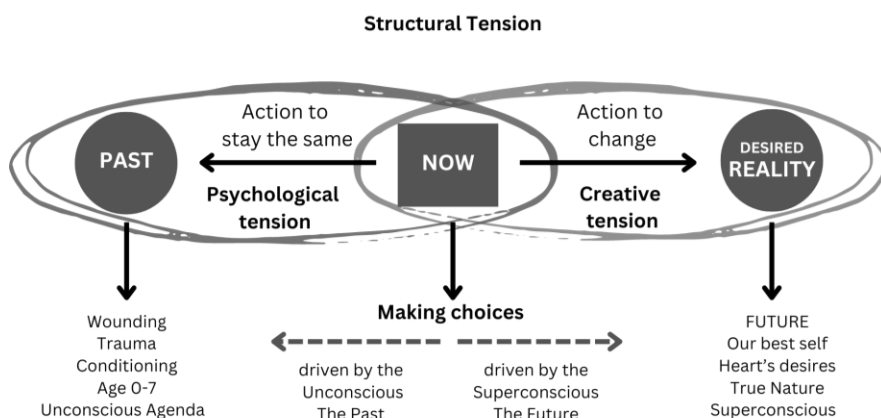 Structural Tension
Action to
stay the same
Action to
change
PAST
NOW
DESIRED
REALITY
Psychological
tension
Creative
tension
Wounding
Trauma
Conditioning
Age 0-7
Unconscious Agenda
Making choices
driven by the
Unconscious
The Past
driven by the
Superconscious
The Future
FUTURE
Our best self
Heart's desires
True Nature
Superconscious